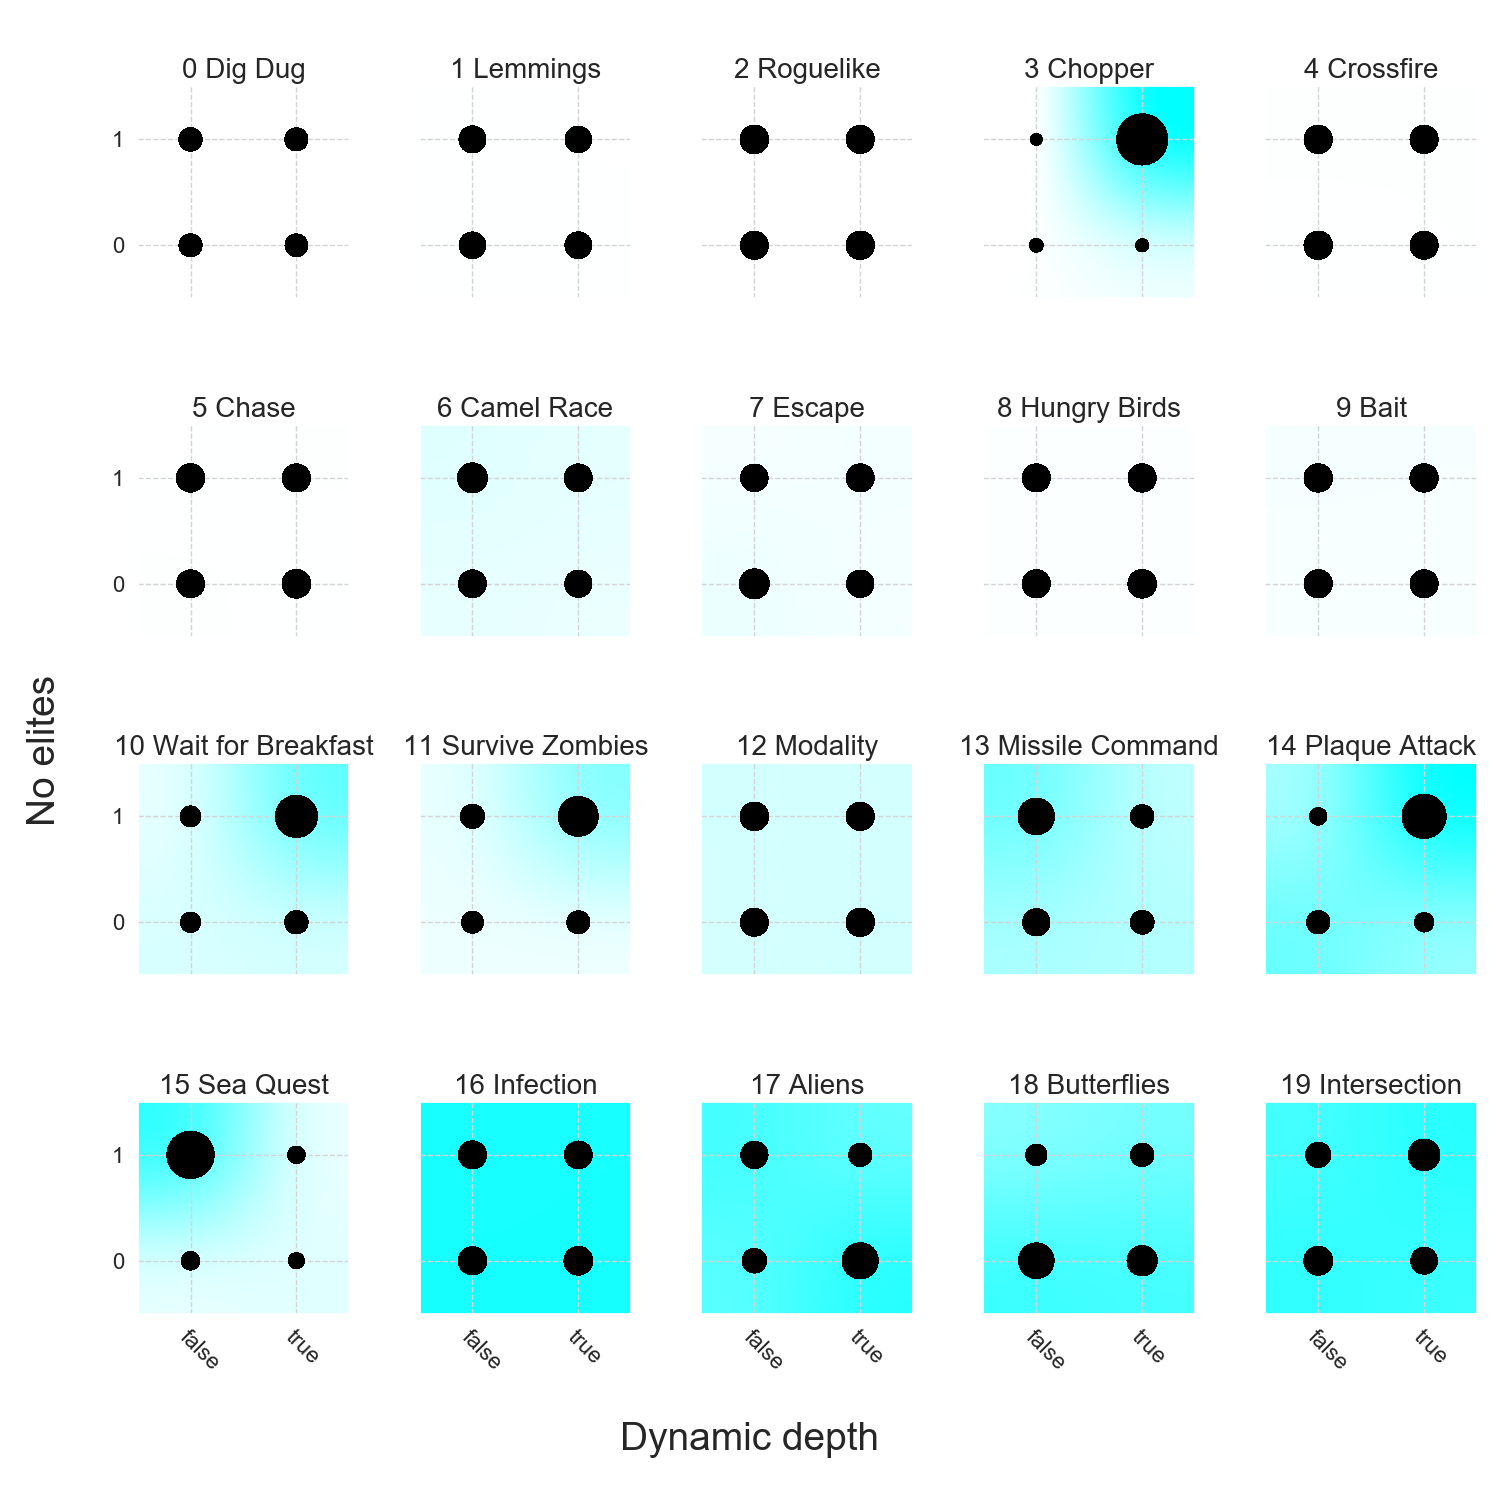 0 Dig Dug
1 Lemmings
2 Roguelike
3 Chopper
4 Crossfire
1
0
5 Chase
6 Camel Race
7 Escape
8 Hungry Birds
9 Bait
1
0
No elites
10 Wait for Breakfast
11 Survive Zombies
12 Modality
13 Missile Command
14 Plaque Attack
1
0
15 Sea Quest
16 Infection
17 Aliens
18 Butterflies
19 Intersection
1
0
false
true
false
true
false
true
false
true
false
true
Dynamic depth